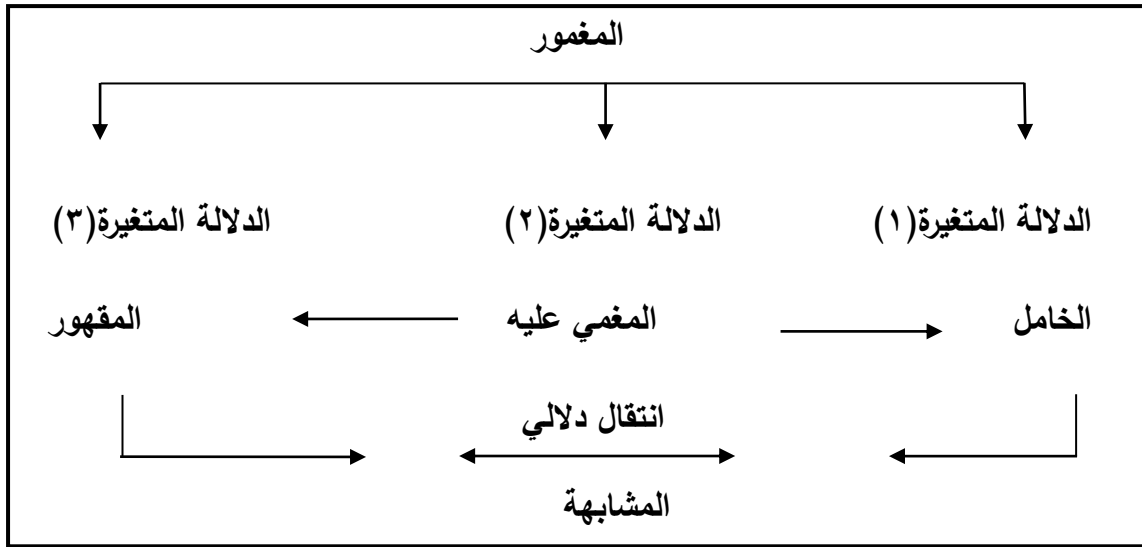 المغمور
الدلالة المتغيرة(١) الدلالة المتغيرة(٢) الدلالة المتغيرة(٣)
الخامل المغمي عليه المقهور
انتقال دلالي
المشابهة